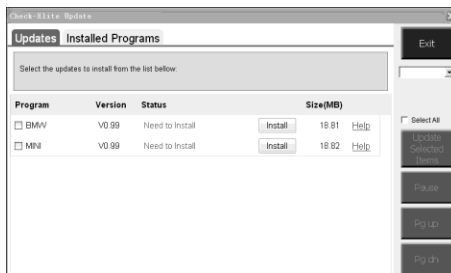 Check-Elite Update
Updates Installed Programs
Exit
Select the updates to install from the list bellow:
Program Version Status Size(MB)
Select All
BMW V0.99 Need to Install Install 18.81 Help
MINI V0.99 Need to Install Install 18.82 Help
Update
Selected
Items
Pause
Pg up
Pg dn